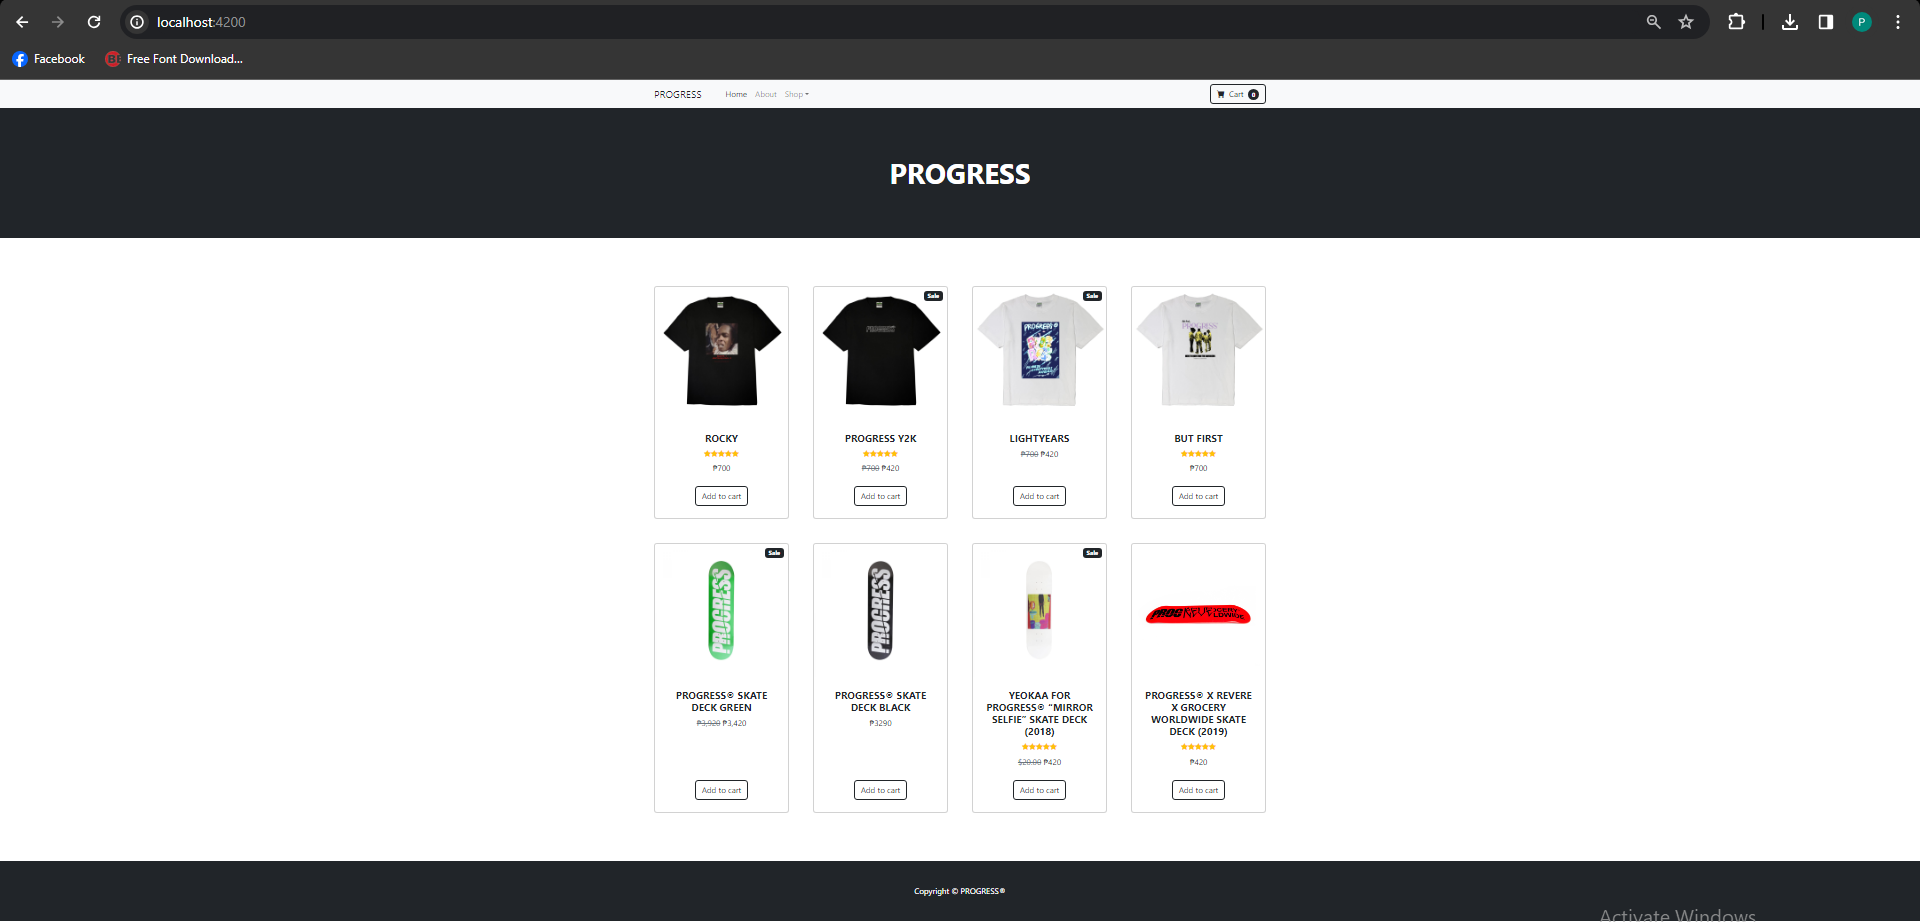 localhost:4200
P
Facebook
Free Font Download...
PROGRESS Home About Shop Cart 0
PROGRESS
Sale
Sale
PROGRESS
PROGRESS
ROCKY
PROGRESS Y2K
LIGHTYEARS
BUT FIRST
₱700
₱700 ₱420
₱700 ₱420
₱700
Add to cart
Add to cart
Add to cart
Add to cart
Sale
Sale
PROGRESS
PROGRESS
PROGRESS® SKATE
DECK GREEN
PROGRESS® SKATE
DECK BLACK
YEOKAA FOR
PROGRESS® “MIRROR
SELFIE” SKATE DECK
(2018)
PROGRESS® X REVERE
X GROCERY
WORLDWIDE SKATE
DECK (2019)
₱3,920 ₱3,420
₱3290
$20.00 ₱420
₱420
Add to cart
Add to cart
Add to cart
Add to cart
Copyright © PROGRESS®
Activate Windows